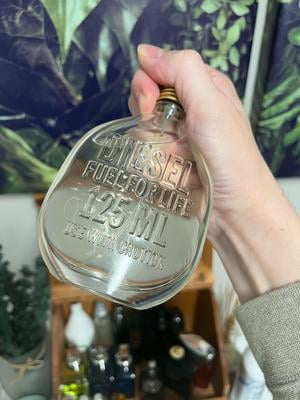 DIESEL
FUEL FOR LIFE
125 ML
USE WITH CAUTION